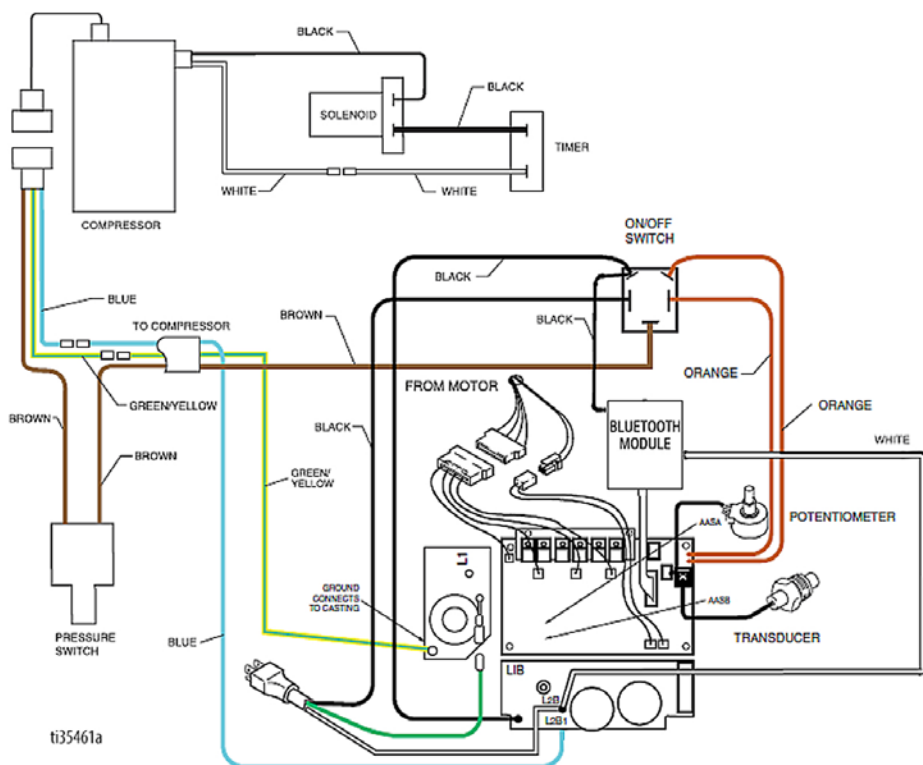 BLACK
BLACK
SOLENOID
TIMER
WHITE
WHITE
COMPRESSOR
ON/OFF
SWITCH
BLACK
BLUE
TO COMPRESSOR
BROWN
BLACK
ORANGE
FROM MOTOR
GREEN/YELLOW
ORANGE
BROWN
BLACK
BLUETOOTH
MODULE
WHITE
BROWN
GREEN/
YELLOW
POTENTIOMETER
AASA
L1
GROUND
CONNECTS
TO CASTING
AASB
PRESSURE
SWITCH
BLUE
TRANSDUCER
LIB
L2B
L2B1
ti35461a